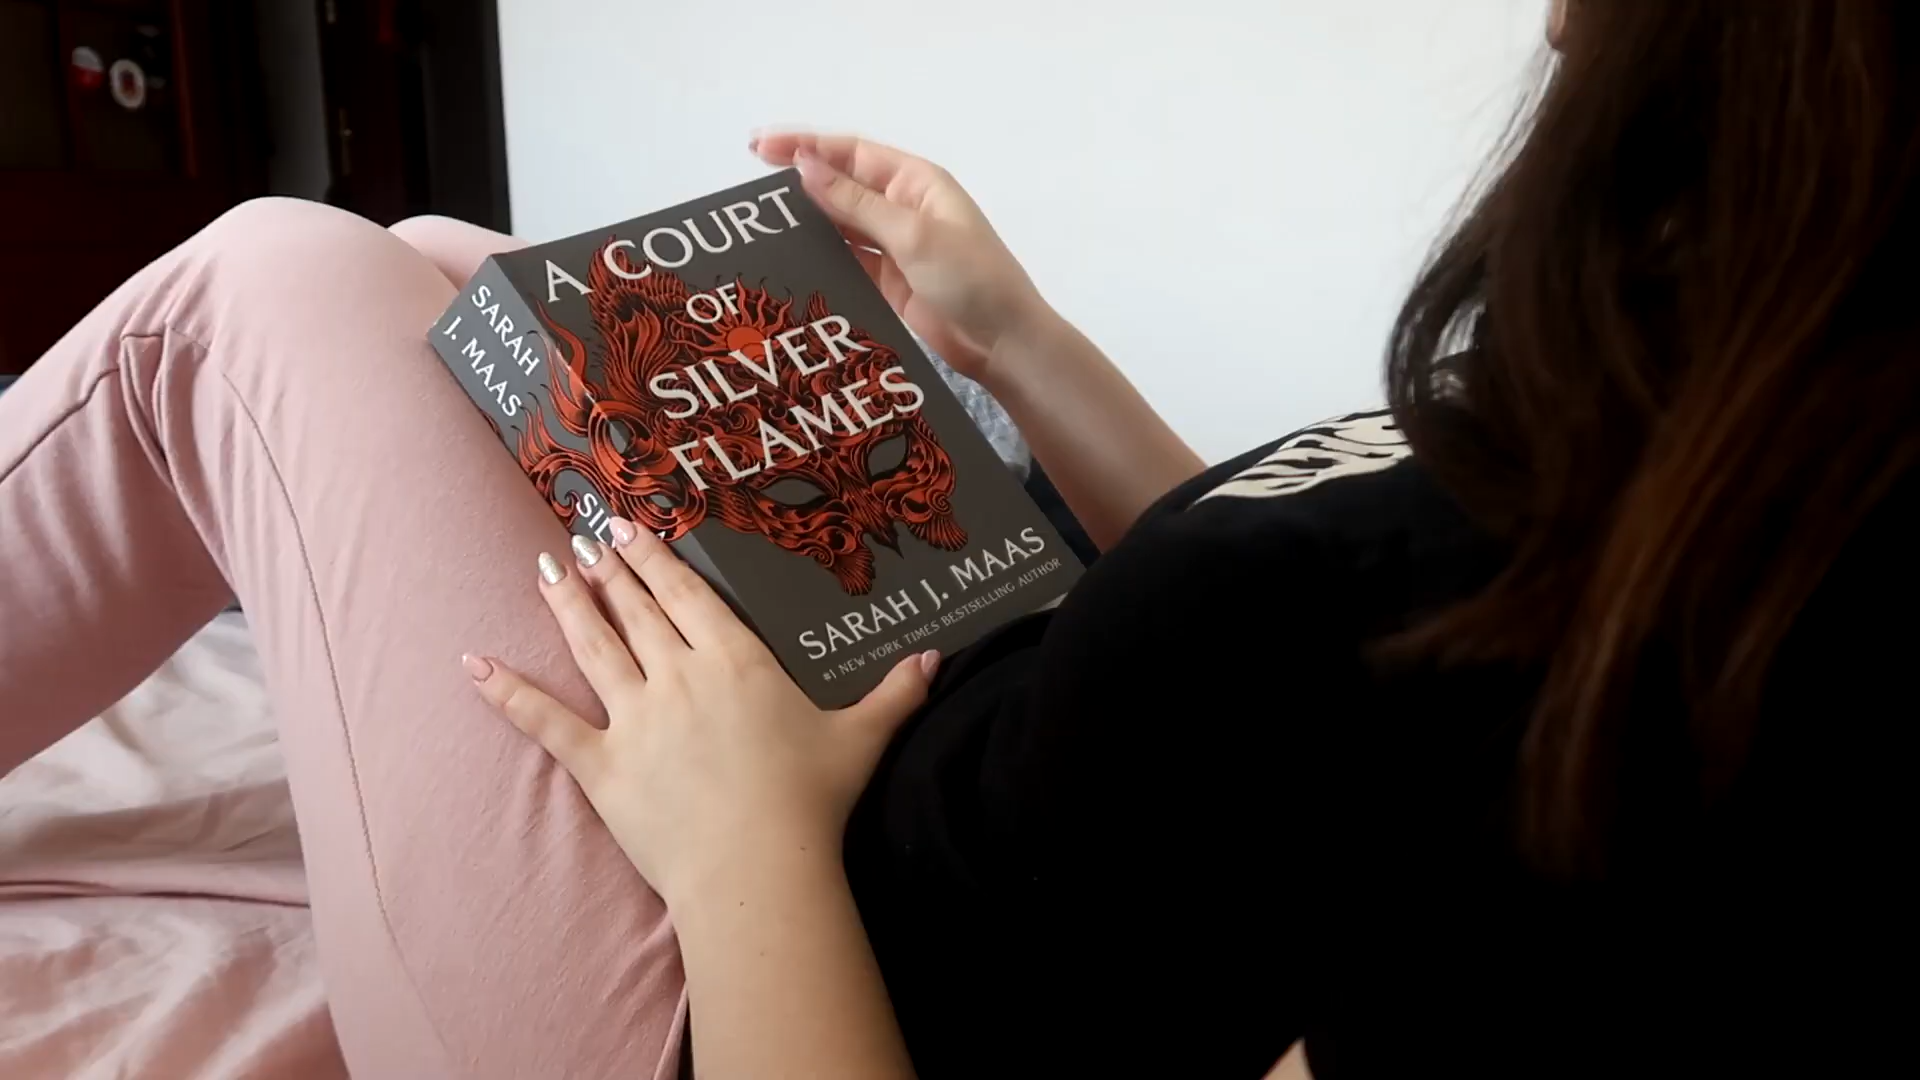 A COURT
OF
SILVER
FLAMES
SARAH J. MAAS
#1 NEW YORK TIMES BESTSELLING AUTHOR
SARAH
J. MAAS